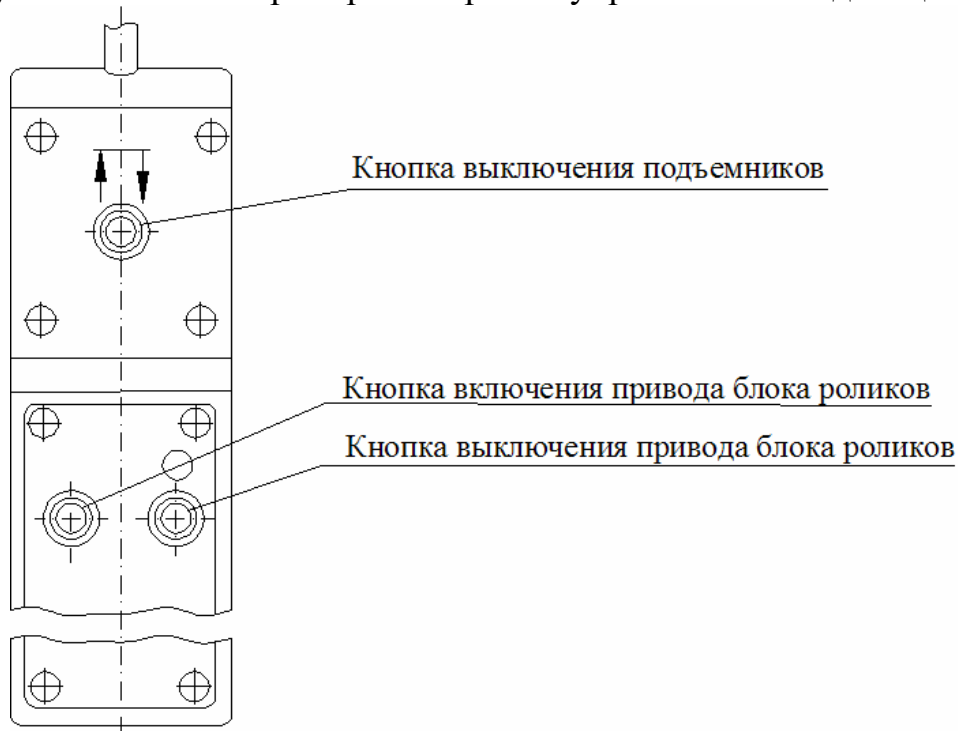 Кнопка выключения подъемников
Кнопка включения привода блока роликов
Кнопка выключения привода блока роликов